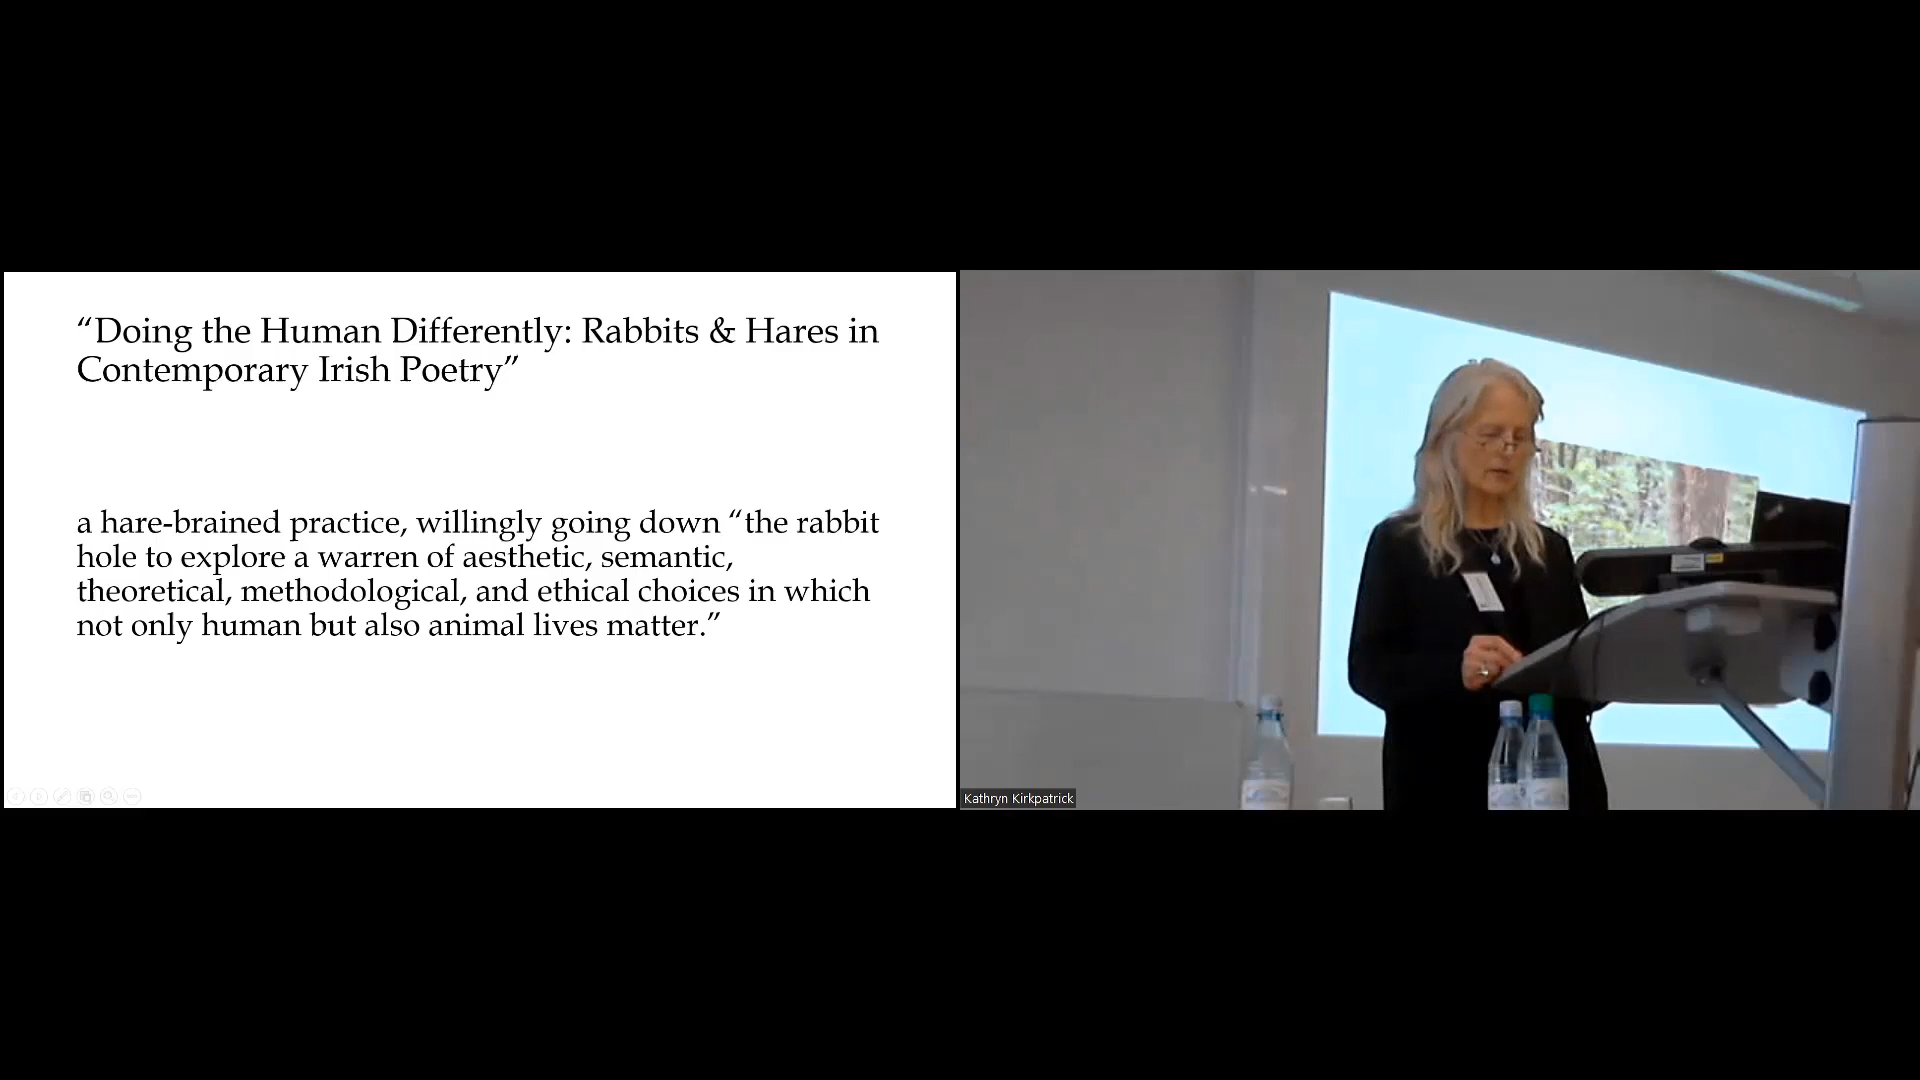 “Doing the Human Differently: Rabbits & Hares in
Contemporary Irish Poetry”
a hare-brained practice, willingly going down “the rabbit
hole to explore a warren of aesthetic, semantic,
theoretical, methodological, and ethical choices in which
not only human but also animal lives matter.”
Kathryn Kirkpatrick